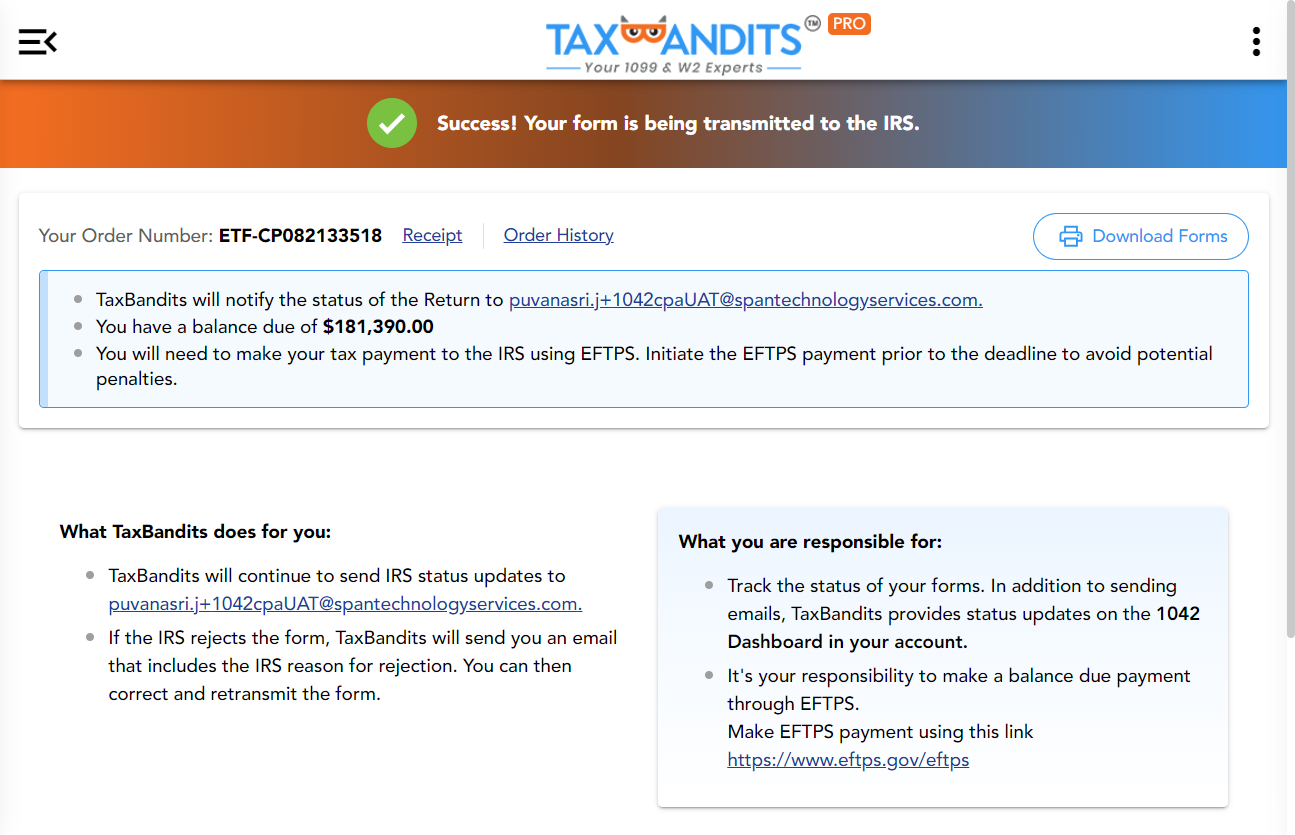 TAXBANDITS TM PRO
Your 1099 & W2 Experts
Success! Your form is being transmitted to the IRS.
Your Order Number: ETF-CP082133518 Receipt Order History Download Forms
TaxBandits will notify the status of the Return to puvanasri.j+1042cpaUAT@spantechnologyservices.com.
You have a balance due of $181,390.00
You will need to make your tax payment to the IRS using EFTPS. Initiate the EFTPS payment prior to the deadline to avoid potential
penalties.
What TaxBandits does for you:
TaxBandits will continue to send IRS status updates to
puvanasri.j+1042cpaUAT@spantechnologyservices.com.
If the IRS rejects the form, TaxBandits will send you an email
that includes the IRS reason for rejection. You can then
correct and retransmit the form.
What you are responsible for:
Track the status of your forms. In addition to sending
emails, TaxBandits provides status updates on the 1042
Dashboard in your account.
It's your responsibility to make a balance due payment
through EFTPS.
Make EFTPS payment using this link
https://www.eftps.gov/eftps